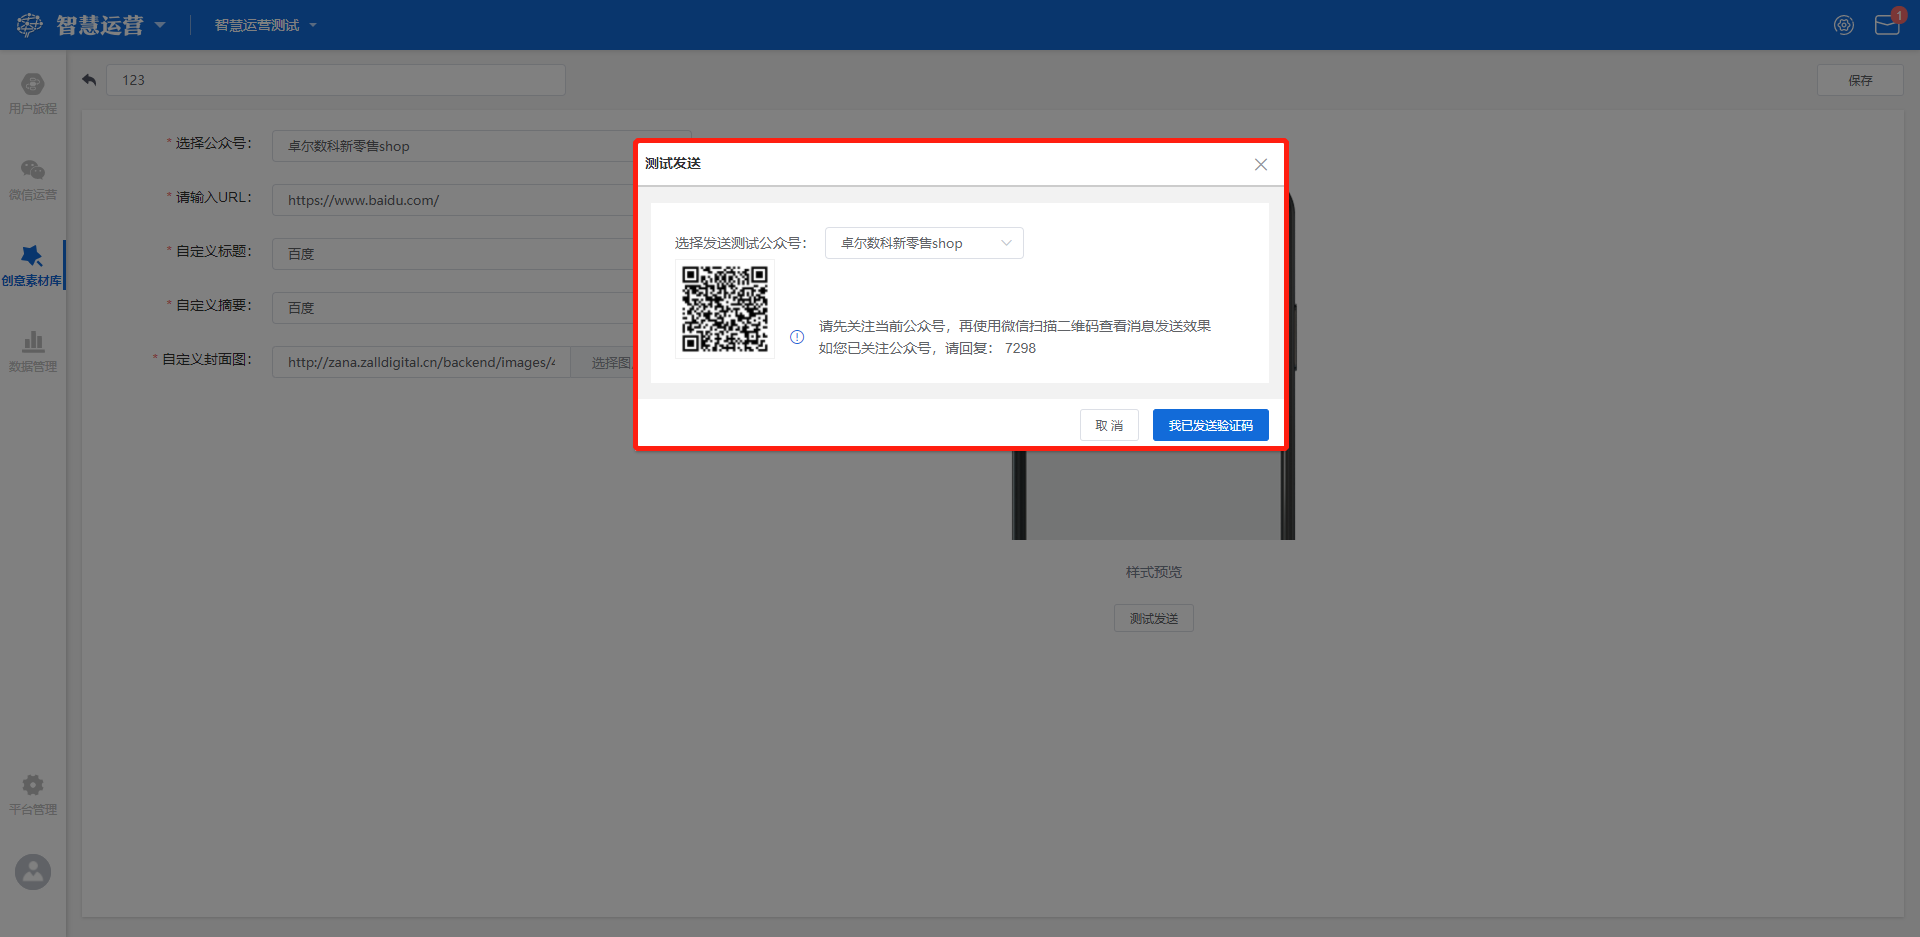 智慧运营
智慧运营测试
1
用户旅程
微信运营
创意素材库
数据管理
平台管理
123
保存
* 选择公众号：
卓尔数科新零售shop
* 请输入URL：
https://www.baidu.com/
* 自定义标题：
百度
* 自定义摘要：
百度
* 自定义封面图：
http://zana.zalldigital.cn/backend/images/4
选择图
测试发送
选择发送测试公众号：
卓尔数科新零售shop
请先关注当前公众号，再使用微信扫描二维码查看消息发送效果
如您已关注公众号，请回复： 7298
取 消
我已发送验证码
样式预览
测试发送